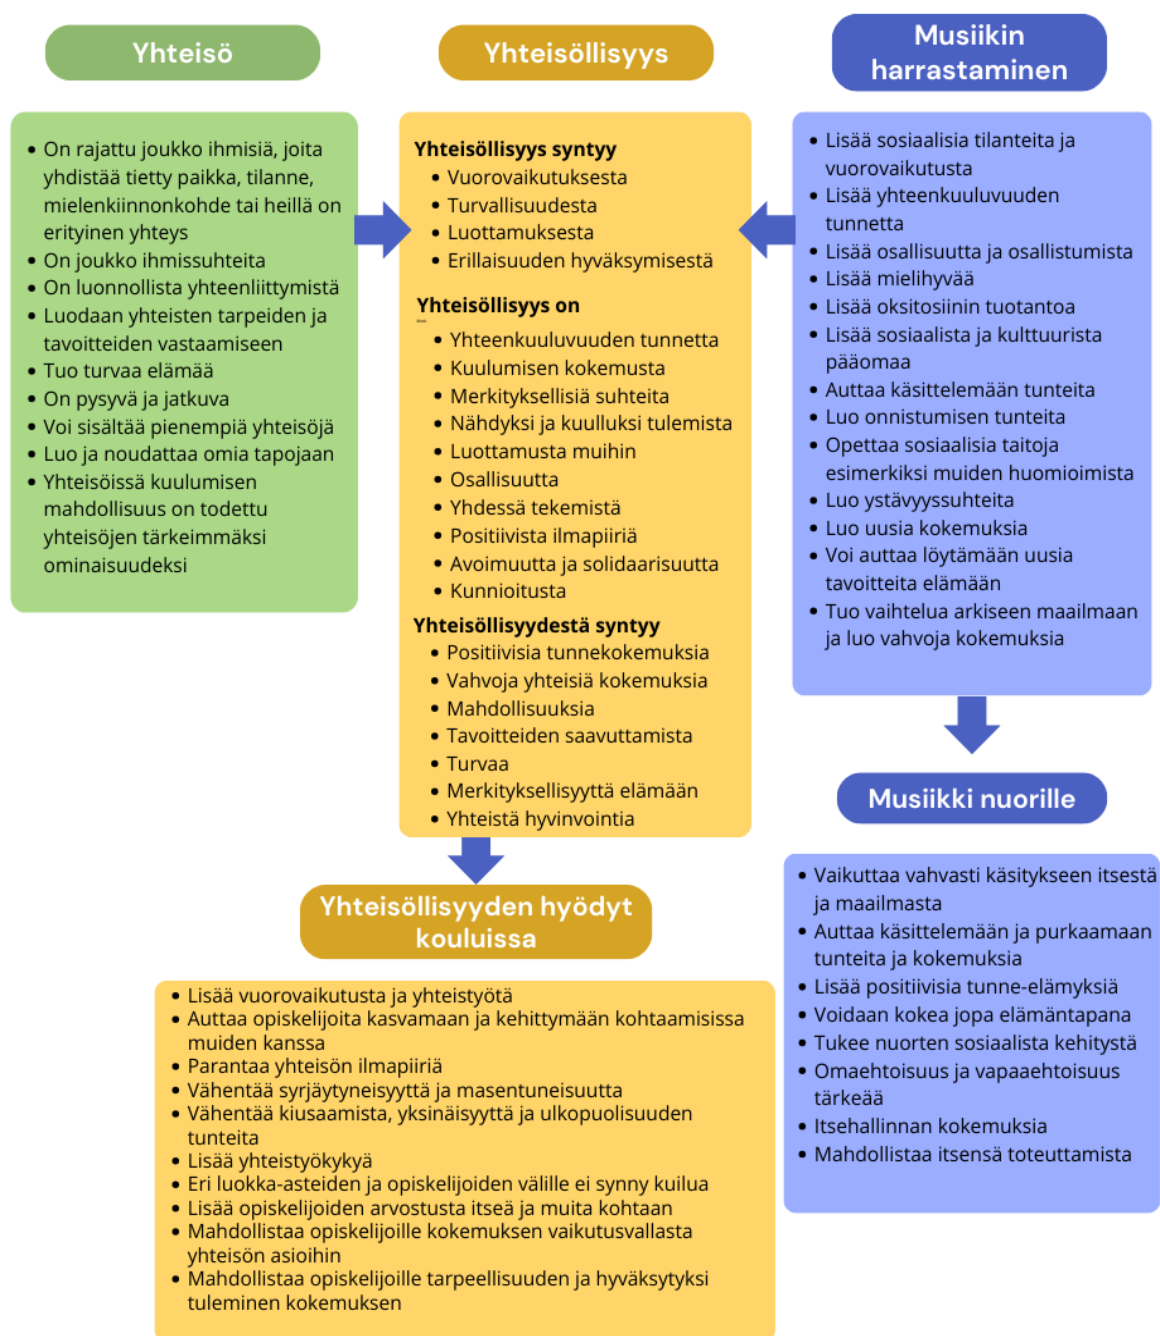 Yhteisö
On rajattu joukko ihmisiä, joita
yhdistää tietty paikka, tilanne,
mielenkiinnonkohde tai heillä on
erityinen yhteys
On joukko ihmissuhteita
On luonnollista yhteenliittymistä
Luodaan yhteisten tarpeiden ja
tavoitteiden vastaamiseen
Tuo turvaa elämää
On pysyvä ja jatkuva
Voi sisältää pienempiä yhteisöjä
Luo ja noudattaa omia tapojaan
Yhteisöissä kuulumisen
mahdollisuus on todettu
yhteisöjen tärkeimmäksi
ominaisuudeksi
Yhteisöllisyys
Yhteisöllisyys syntyy
Vuorovaikutuksesta
Turvallisuudesta
Luottamuksesta
Erillaisuuden hyväksymisestä
Yhteisöllisyys on
Yhteenkuuluvuuden tunnetta
Kuulumisen kokemusta
Merkityksellisiä suhteita
Nähdyksi ja kuulluksi tulemista
Luottamusta muihin
Osallisuutta
Yhdessä tekemistä
Positiivista ilmapiiriä
Avoimuutta ja solidaarisuutta
Kunnioitusta
Yhteisöllisyydestä syntyy
Positiivisia tunnekokemuksia
Vahvoja yhteisiä kokemuksia
Mahdollisuuksia
Tavoitteiden saavuttamista
Turvaa
Merkityksellisyyttä elämään
Yhteistä hyvinvointia
Musiikin
harrastaminen
Lisää sosiaalisia tilanteita ja
vuorovaikutusta
Lisää yhteenkuuluvuuden
tunnetta
Lisää osallisuutta ja osallistumista
Lisää mielihyvää
Lisää oksitosiinin tuotantoa
Lisää sosiaalista ja kulttuurista
pääomaa
Auttaa käsittelemään tunteita
Luo onnistumisen tunteita
Opettaa sosiaalisia taitoja
esimerkiksi muiden huomioimista
Luo ystävyyssuhteita
Luo uusia kokemuksia
Voi auttaa löytämään uusia
tavoitteita elämään
Tuo vaihtelua arkiseen maailmaan
ja luo vahvoja kokemuksia
Musiikki nuorille
Vaikuttaa vahvasti käsitykseen itsestä
ja maailmasta
Auttaa käsittelemään ja purkaamaan
tunteita ja kokemuksia
Lisää positiivisia tunne-elämyksiä
Voidaan kokea jopa elämäntapana
Tukee nuorten sosiaalista kehitystä
Omaehtoisuus ja vapaaehtoisuus
tärkeää
Itsehallinnan kokemuksia
Mahdollistaa itsensä toteuttamista
Yhteisöllisyyden hyödyt
kouluissa
Lisää vuorovaikutusta ja yhteistyötä
Auttaa opiskelijoita kasvamaan ja kehittymään kohtaamisissa
muiden kanssa
Parantaa yhteisön ilmapiiriä
Vähentää syrjäytyneisyyttä ja masentuneisuutta
Vähentää kiusaamista, yksinäisyyttä ja ulkopuolisuuden
tunteita
Lisää yhteistyökykyä
Eri luokka-asteiden ja opiskelijoiden välille ei synny kuilua
Lisää opiskelijoiden arvostusta itseä ja muita kohtaan
Mahdollistaa opiskelijoille kokemuksen vaikutusvallasta
yhteisön asioihin
Mahdollistaa opiskelijoille tarpeellisuuden ja hyväksytyksi
tuleminen kokemuksen